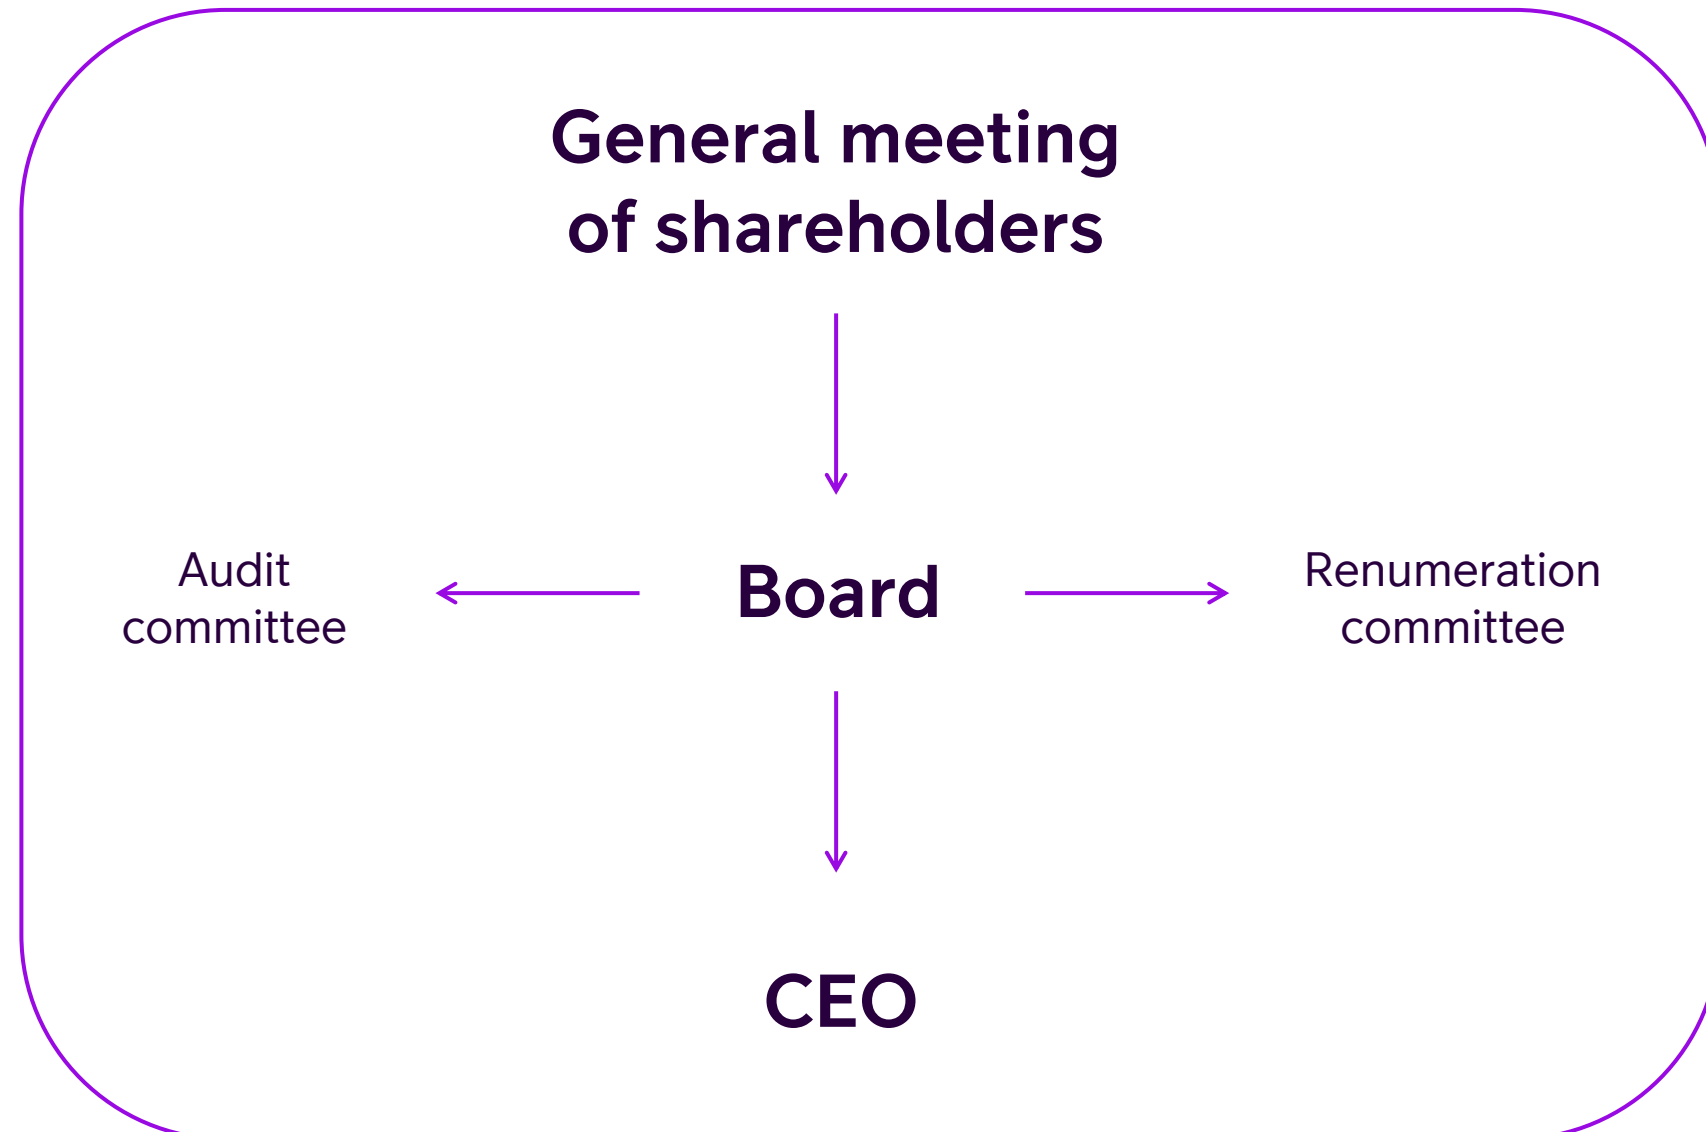 General meeting
of shareholders
Audit
committee
Board
Renumeration
committee
CEO